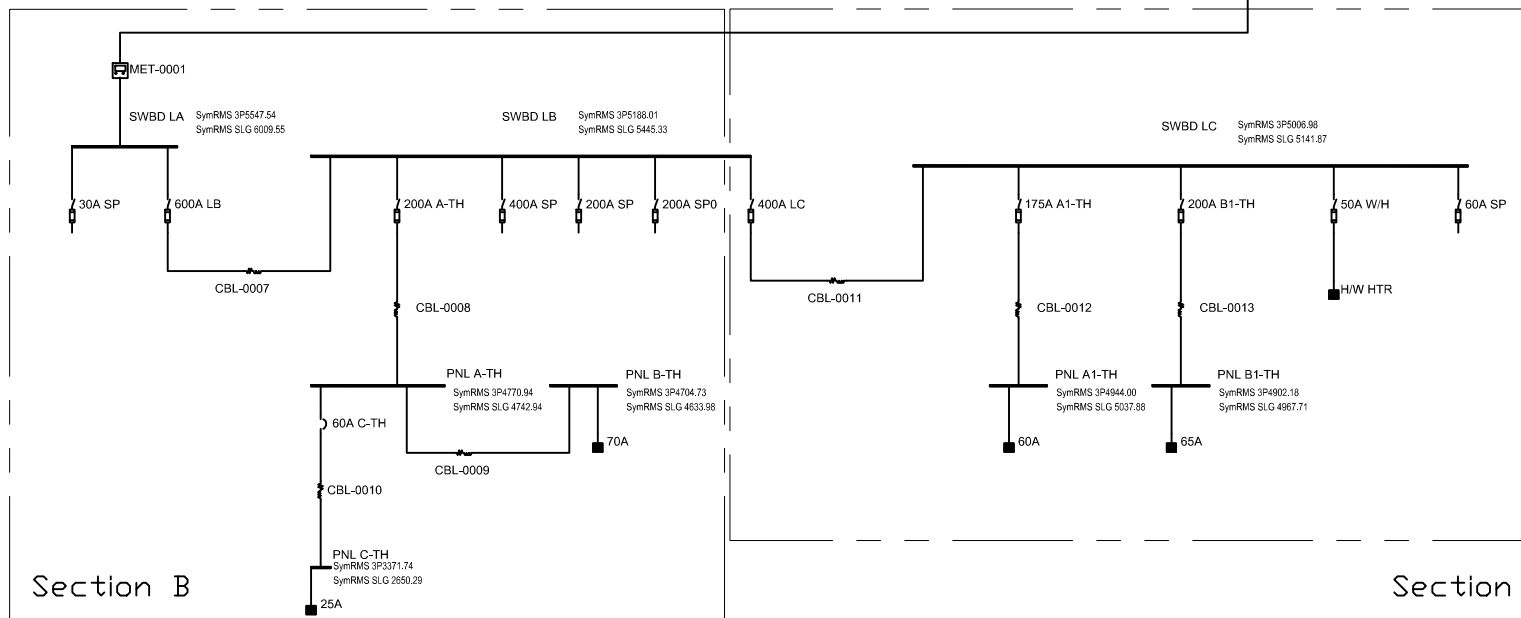 MET-0001
SWBD LA
SymRMS 3P5547.54
SymRMS SLG 6009.55
SWBD LB
SymRMS 3P5188.01
SymRMS SLG 5445.33
SWBD LC
SymRMS 3P5006.98
SymRMS SLG 5141.87
30A SP
600A LB
200A A-TH
400A SP
200A SP
200A SP0
400A LC
175A A1-TH
200A B1-TH
50A W/H
60A SP
CBL-0007
CBL-0011
H/W HTR
CBL-0008
CBL-0012
CBL-0013
PNL A-TH
SymRMS 3P4770.94
SymRMS SLG 4742.94
PNL B-TH
SymRMS 3P4704.73
SymRMS SLG 4633.98
PNL A1-TH
SymRMS 3P4944.00
SymRMS SLG 5037.88
PNL B1-TH
SymRMS 3P4902.18
SymRMS SLG 4967.71
60A C-TH
70A
60A
65A
CBL-0009
CBL-0010
PNL C-TH
SymRMS 3P3371.74
SymRMS SLG 2650.29
25A
Section B
Section